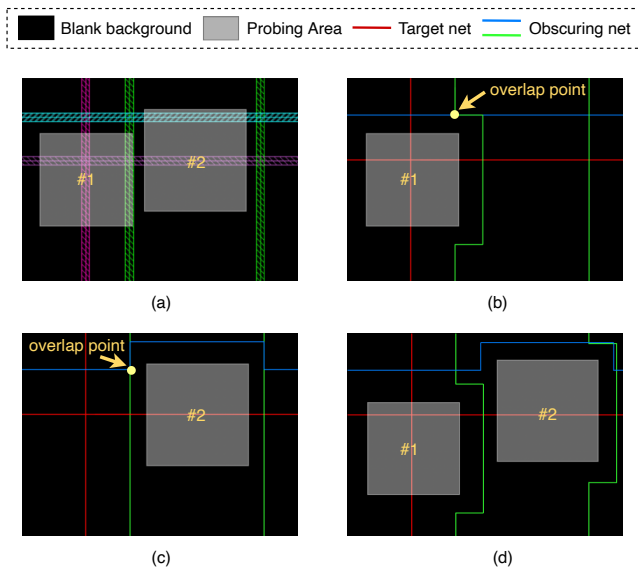 Blank background Probing Area Target net Obscuring net
overlap point
#1
#2
#1
(a)
(b)
overlap point
#2
#1
#2
(c)
(d)